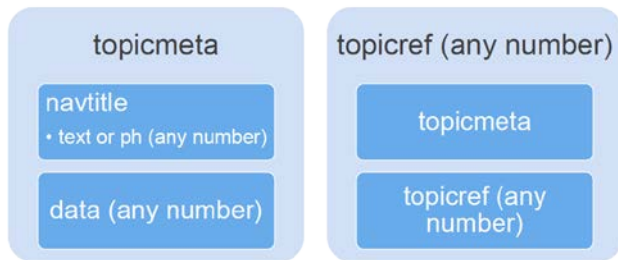 topicmeta
navtitle
• text or ph (any number)
data (any number)
topicref (any number)
topicmeta
topicref (any
number)